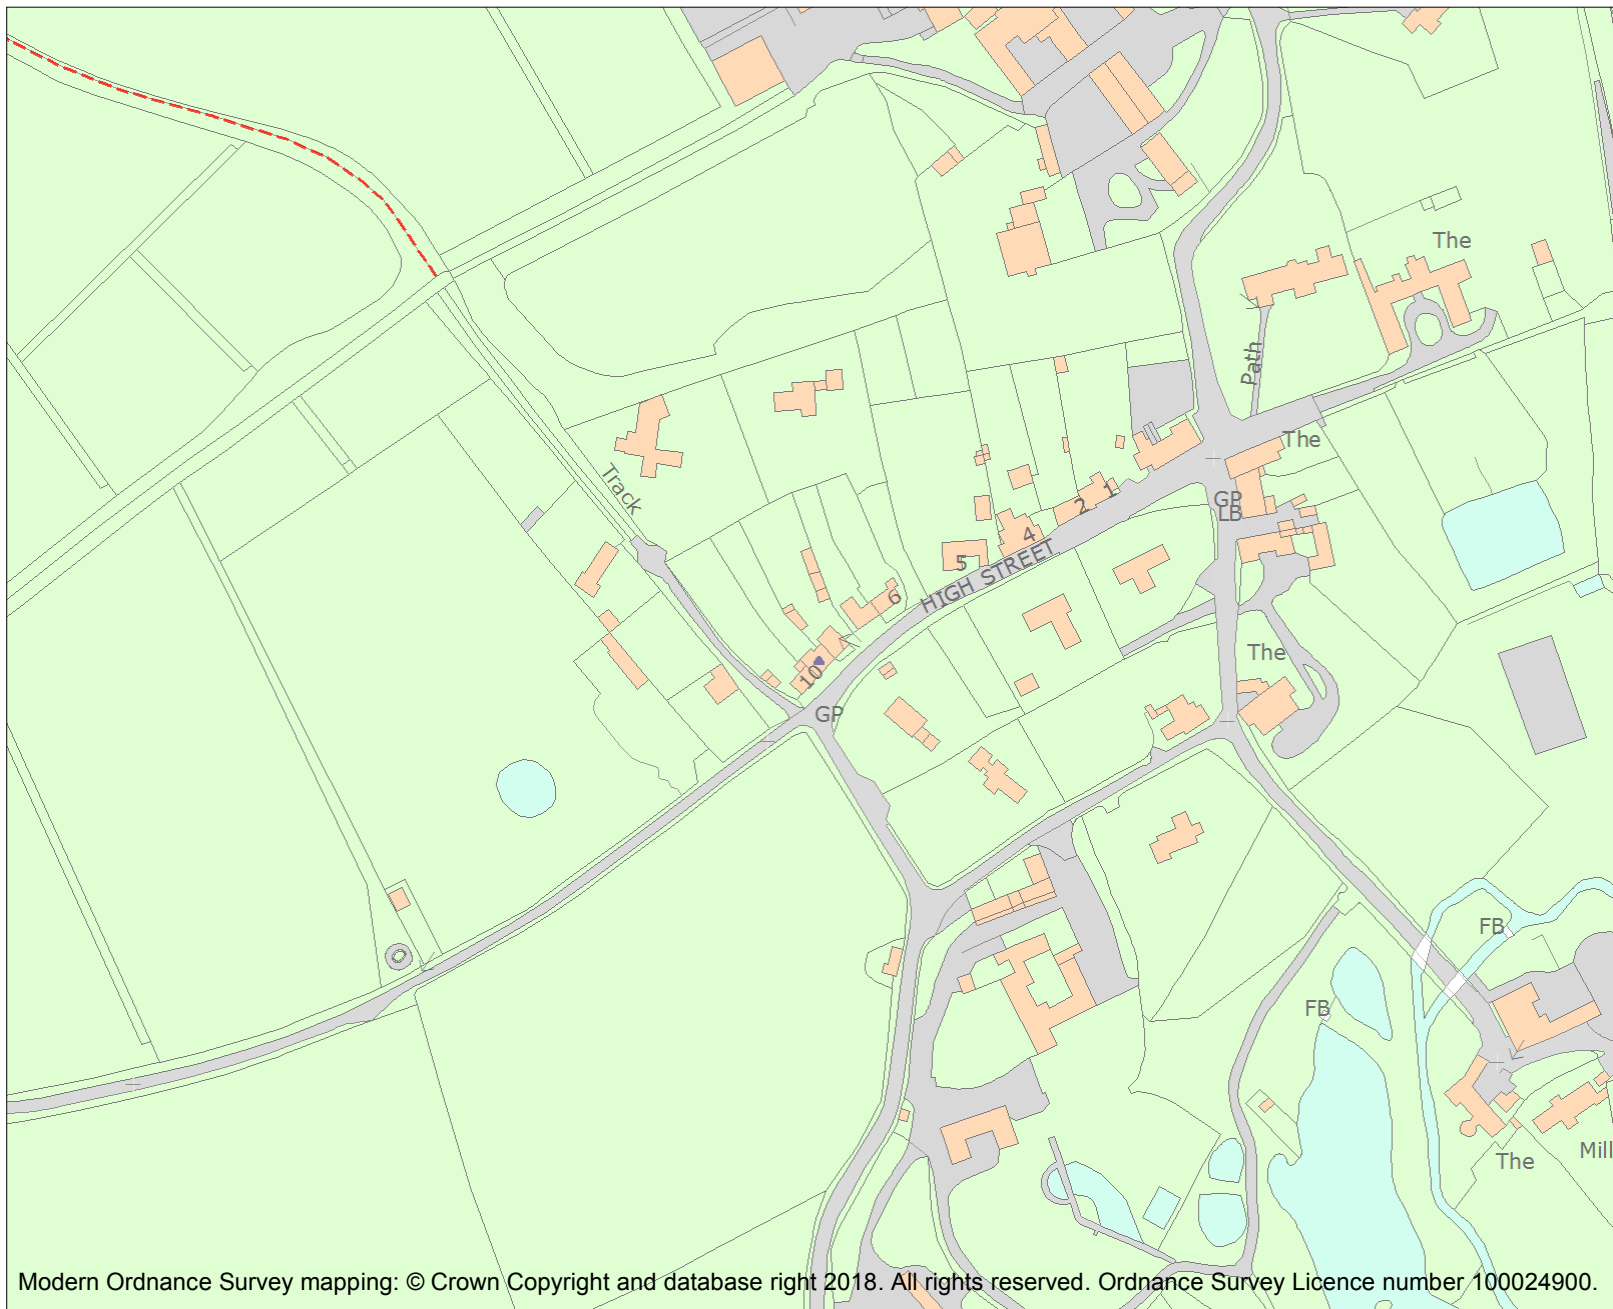 The
Path
The
Track
1
2
GP
LB
4
5
HIGH STREET
6
The
10
GP
FB
FB
Mill
The
Modern Ordnance Survey mapping: © Crown Copyright and database right 2018. All rights reserved. Ordnance Survey Licence number 100024900.